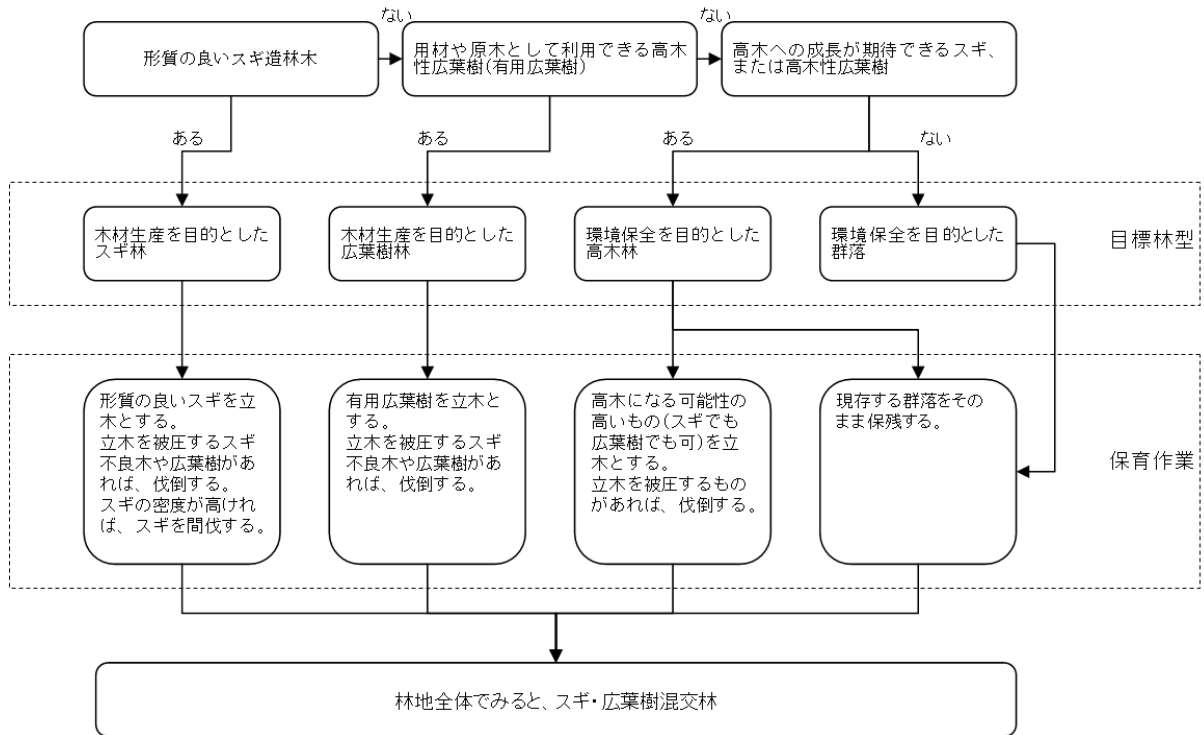 ない
ない
形質の良いスギ造林木
用材や原木として利用できる高木
性広葉樹(有用広葉樹)
高木への成長が期待できるスギ、
または高木性広葉樹
ある
ある
ある
ない
木材生産を目的とした
スギ林
木材生産を目的とした
広葉樹林
環境保全を目的とした
高木林
環境保全を目的とした
群落
目標林型
形質の良いスギを立
木とする。
立木を被圧するスギ
不良木や広葉樹があ
れば、伐倒する。
スギの密度が高けれ
ば、スギを間伐する。
有用広葉樹を立木と
する。
立木を被圧するスギ
不良木や広葉樹があ
れば、伐倒する。
高木になる可能性の
高いもの(スギでも
広葉樹でも可)を立
木とする。
立木を被圧するもの
があれば、伐倒する。
現存する群落をその
まま保残する。
保育作業
林地全体でみると、スギ・広葉樹混交林